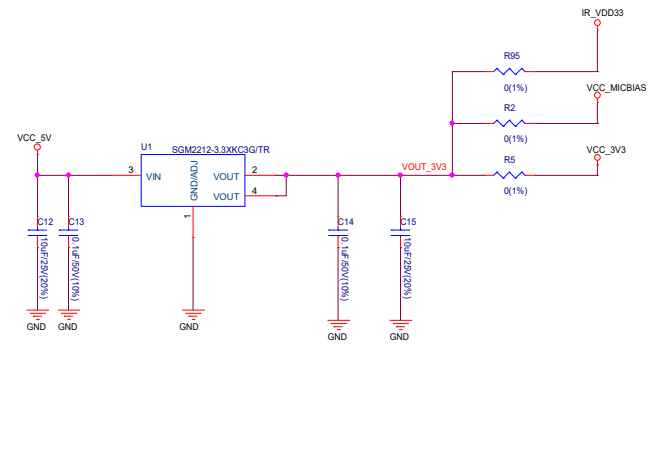 IR_VDD33
R95
0(1%)
VCC_MICBIAS
R2
0(1%)
VCC_5V
U1
SGM2212-3.3XKC3G/TR
VCC_3V3
3
VIN
GND/ADJ
VOUT
2
VOUT
4
1
VOUT_3V3
R5
0(1%)
C12
10uF/25V(20%)
C13
0.1uF/50V(10%)
C14
0.1uF/50V(10%)
C15
10uF/25V(20%)
GND
GND
GND
GND
GND